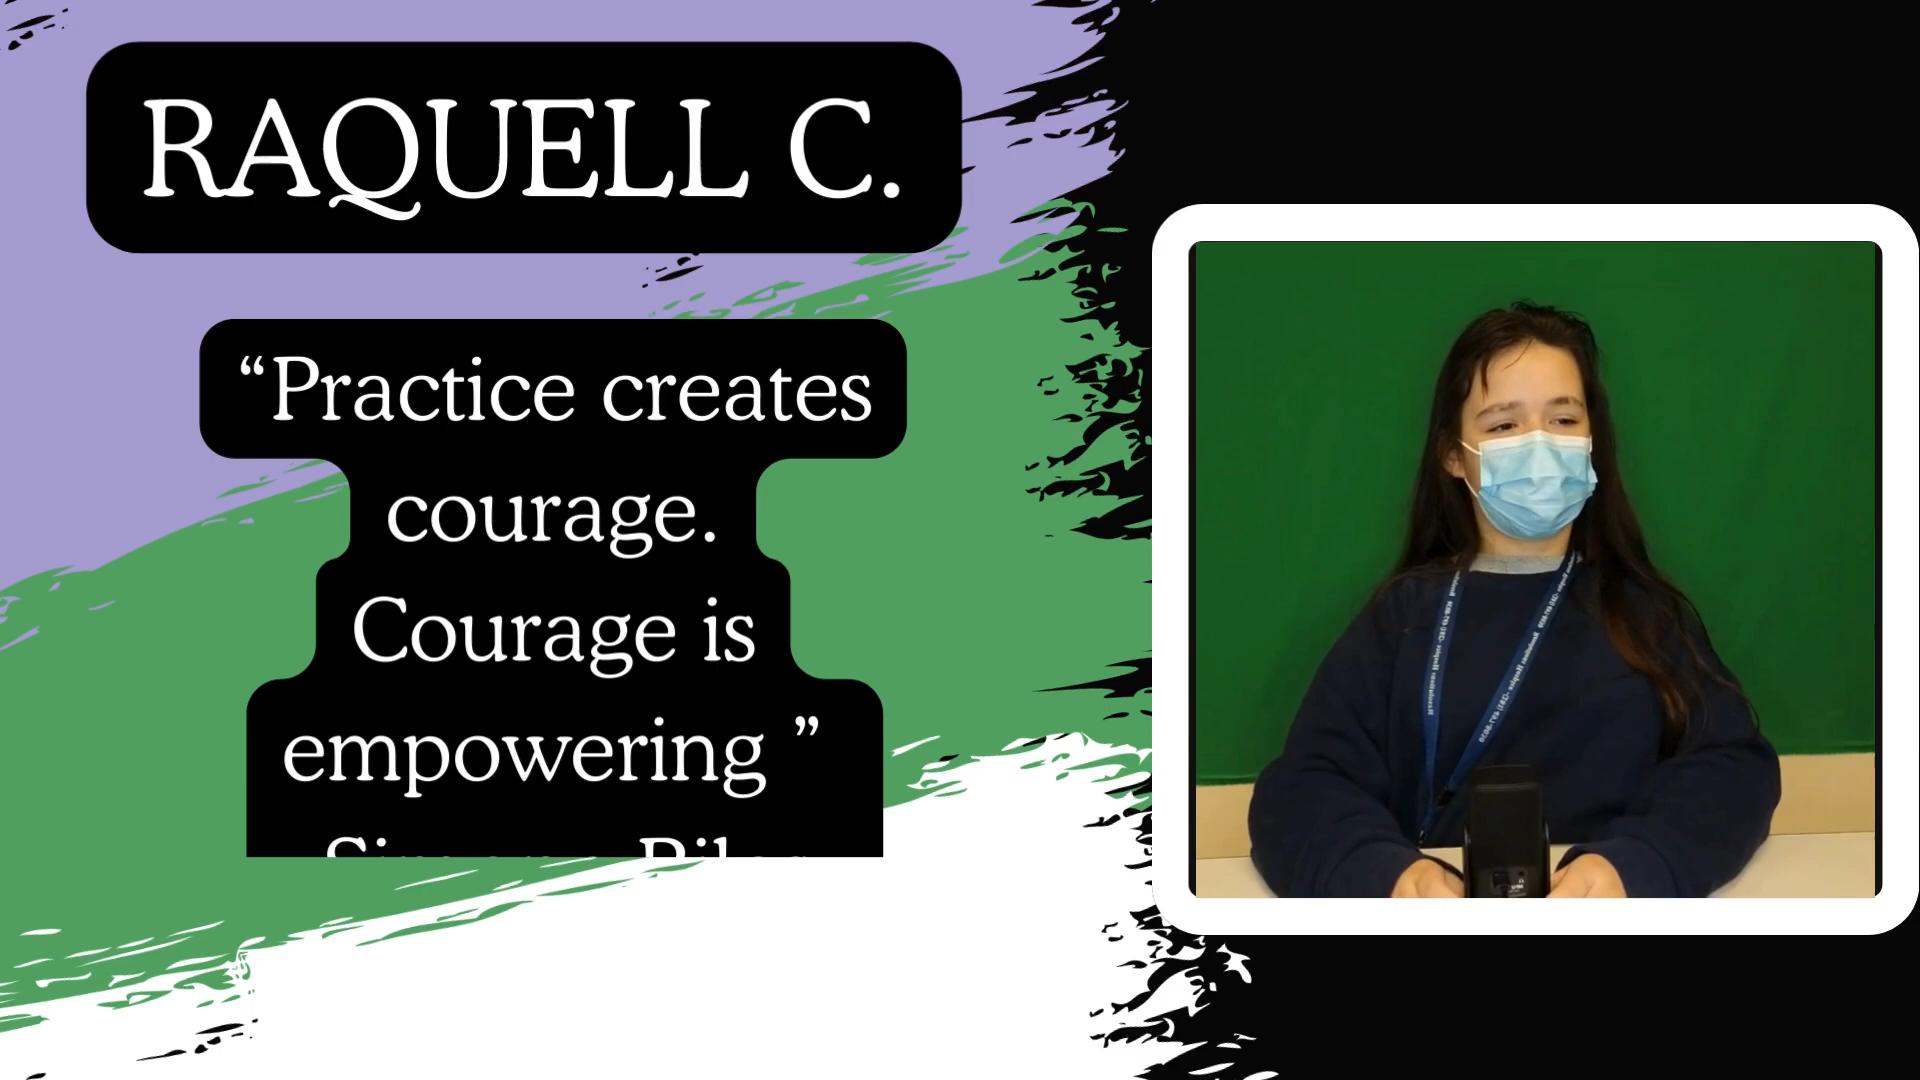 RAQUELL C.
“Practice creates
courage.
Courage is
empowering ”